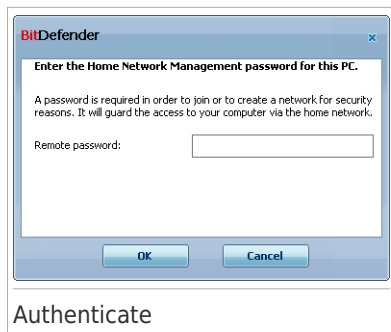 BitDefender
Enter the Home Network Management password for this PC.
A password is required in order to join or to create a network for security
reasons. It will guard the access to your computer via the home network.
Remote password:
OK Cancel
Authenticate